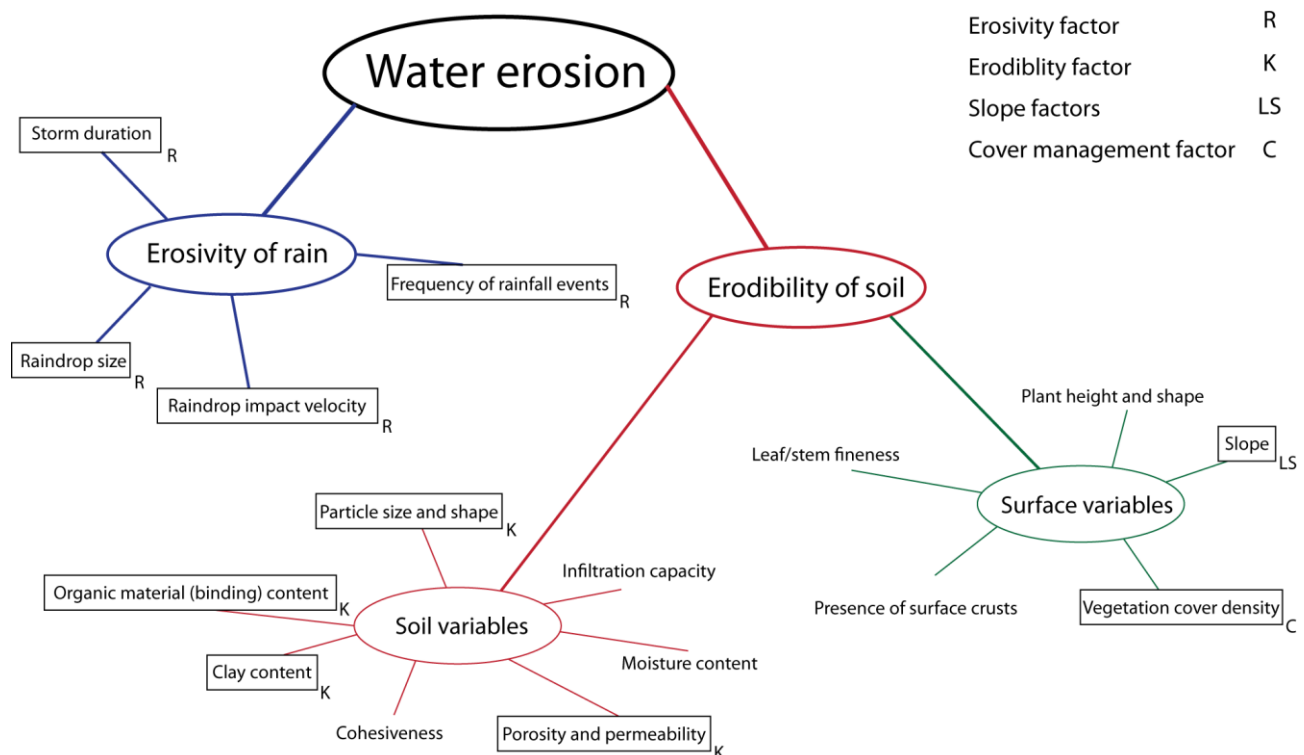 Water erosion
Erosivity factor R
Erodiblity factor K
Slope factors LS
Cover management factor C
Storm duration
R
Erosivity of rain
Frequency of rainfall events
R
Raindrop size
R
Raindrop impact velocity
R
Erodibility of soil
Plant height and shape
Leaf/stem fineness
Slope
LS
Surface variables
Presence of surface crusts
Vegetation cover density
C
Particle size and shape
K
Infiltration capacity
Organic material (binding) content
K
Soil variables
Clay content
K
Moisture content
Cohesiveness
Porosity and permeability
K